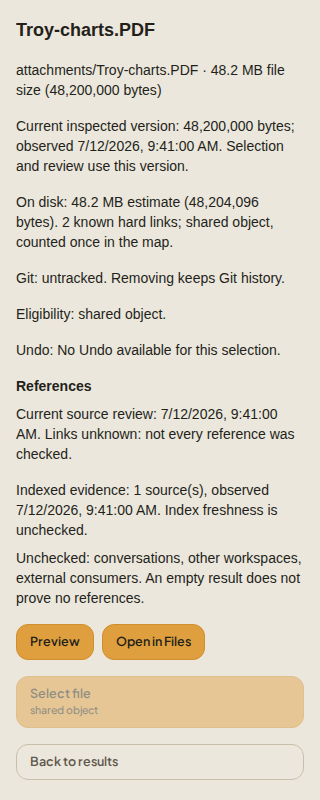 Troy-charts.PDF
attachments/Troy-charts.PDF · 48.2 MB file
size (48,200,000 bytes)
Current inspected version: 48,200,000 bytes;
observed 7/12/2026, 9:41:00 AM. Selection
and review use this version.
On disk: 48.2 MB estimate (48,204,096
bytes). 2 known hard links; shared object,
counted once in the map.
Git: untracked. Removing keeps Git history.
Eligibility: shared object.
Undo: No Undo available for this selection.
References
Current source review: 7/12/2026, 9:41:00
AM. Links unknown: not every reference was
checked.
Indexed evidence: 1 source(s), observed
7/12/2026, 9:41:00 AM. Index freshness is
unchecked.
Unchecked: conversations, other workspaces,
external consumers. An empty result does not
prove no references.
Preview
Open in Files
Select file
shared object
Back to results